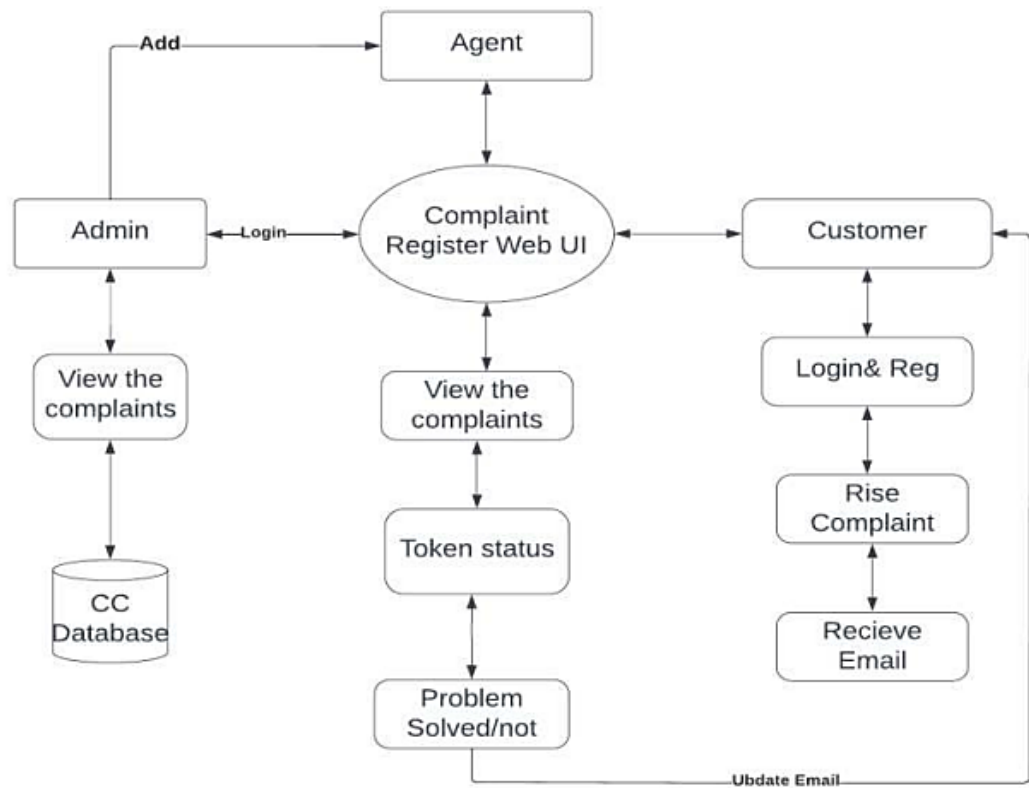 Add
Agent
Admin
Login
Complaint
Register Web UI
Customer
View the
complaints
View the
complaints
Login& Reg
Rise
Complaint
Token status
CC
Database
Recieve
Email
Problem
Solved/not
Ubdate Email